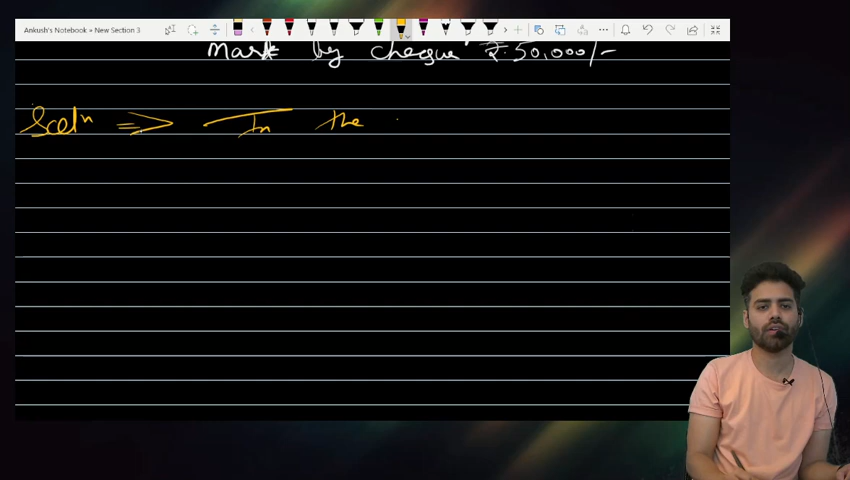 Ankush's Notebook » New Section 3
Mark by cheque ₹ 50,000/-
Solⁿ ⇒ In the